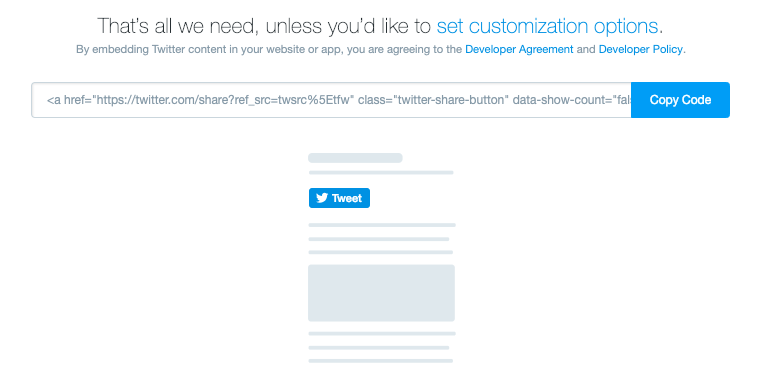 That’s all we need, unless you’d like to set customization options.
By embedding Twitter content in your website or app, you are agreeing to the Developer Agreement and Developer Policy.
<a href="https://twitter.com/share?ref_src=twsrc%5Etfw" class="twitter-share-button" data-show-count="fal
Copy Code
Tweet